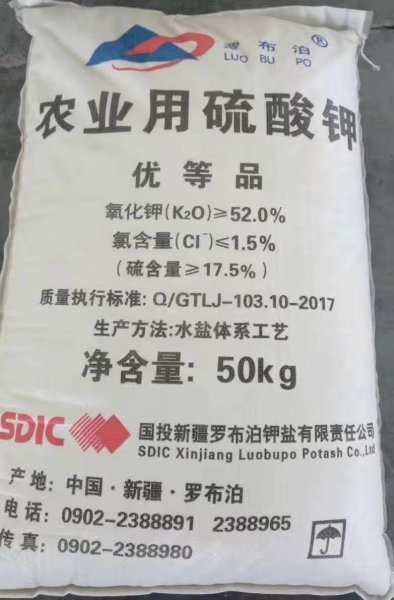 罗布泊®
LUO BU PO
农业用硫酸钾
优等品
氧化钾(K₂O)≥52.0%
氯含量(Cl⁻)≤1.5%
(硫含量≥17.5%)
质量执行标准: Q/GTLJ-103.10-2017
生产方法:水盐体系工艺
净含量: 50kg
SDIC 国投新疆罗布泊钾盐有限责任公司
SDIC Xinjiang Luobupo Potash Co.,Ltd
产地: 中国·新疆·罗布泊
电话: 0902-2388891 2388965
传真: 0902-2388980